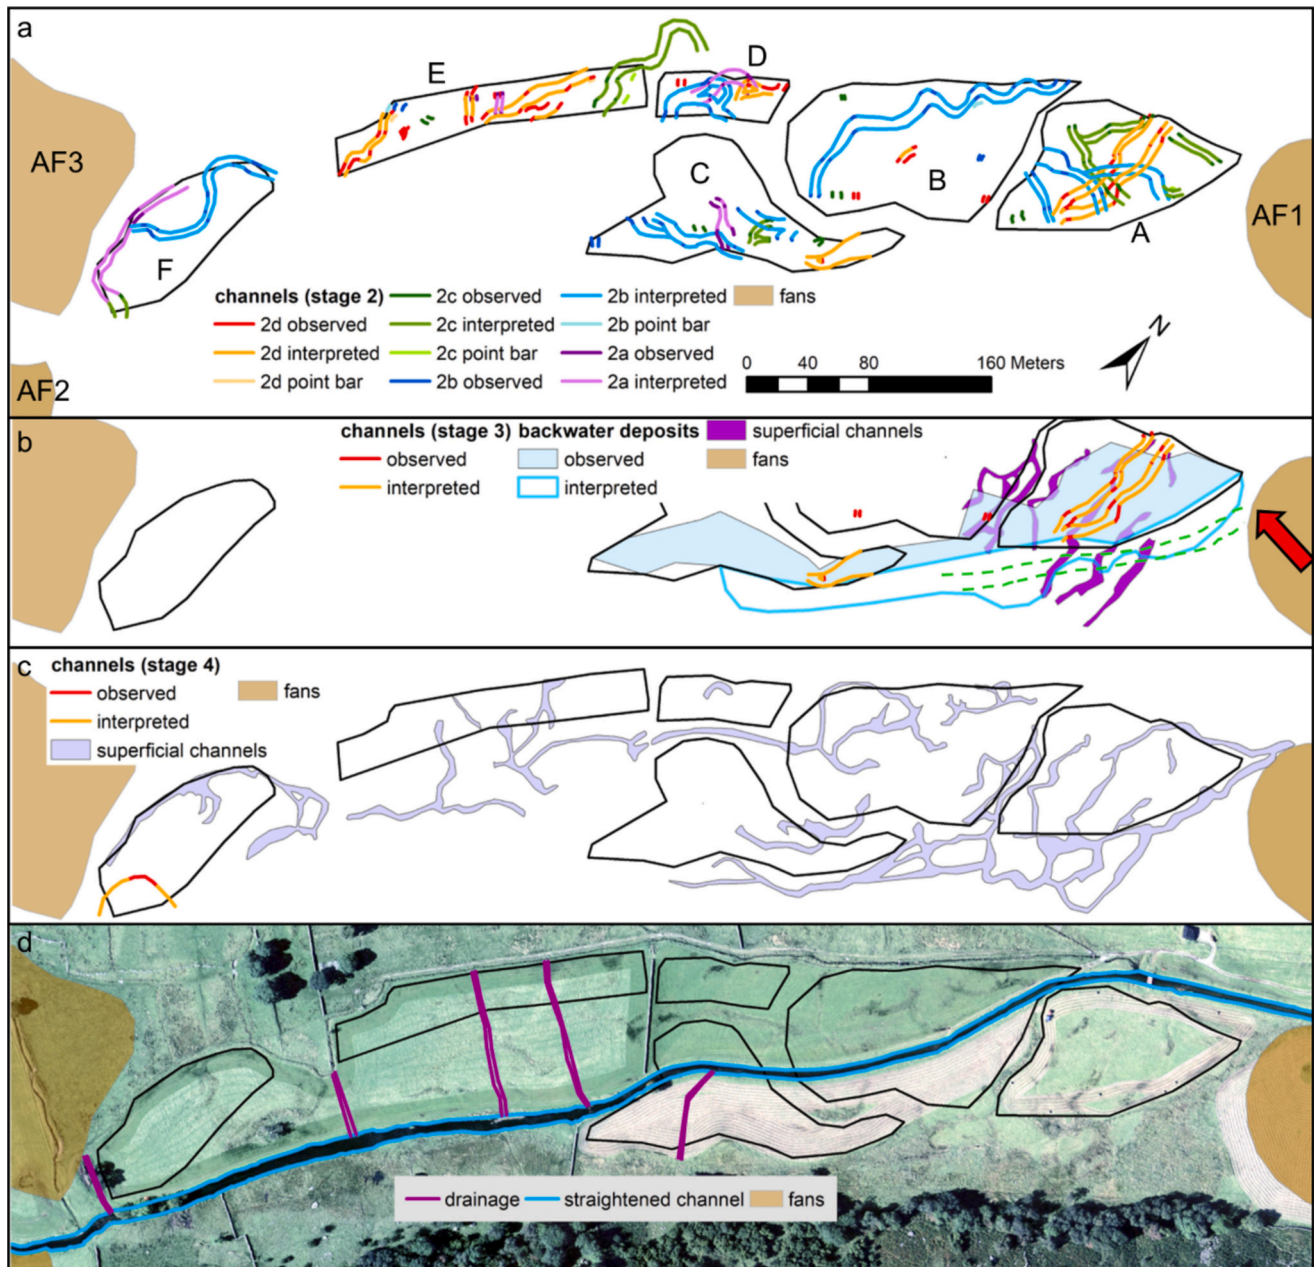 a
E
D
AF3
C
B
AF1
A
F
channels (stage 2)
2c observed
2b interpreted
fans
2d observed
2c interpreted
2b point bar
2d interpreted
2c point bar
2a observed
2d point bar
2b observed
2a interpreted
N
0 40 80 160 Meters
AF2
b
channels (stage 3) backwater deposits
superficial channels
observed
observed
fans
interpreted
interpreted
c
channels (stage 4)
observed
fans
interpreted
superficial channels
d
drainage
straightened channel
fans